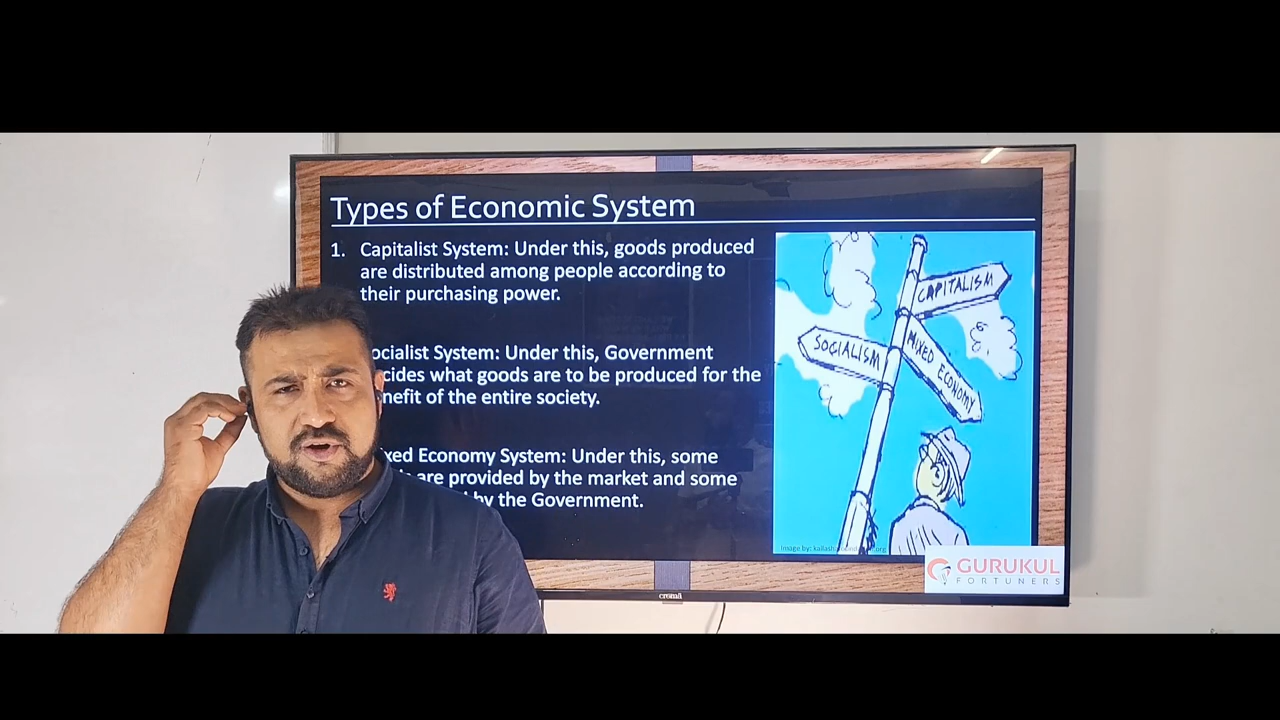 Types of Economic System
1. Capitalist System: Under this, goods produced
are distributed among people according to
their purchasing power.
ocialist System: Under this, Government
cides what goods are to be produced for the
nefit of the entire society.
xed Economy System: Under this, some
are provided by the market and some
by the Government.
CAPITALISM
SOCIALISM
MIXED ECONOMY
GURUKUL
FORTUNERS
croma